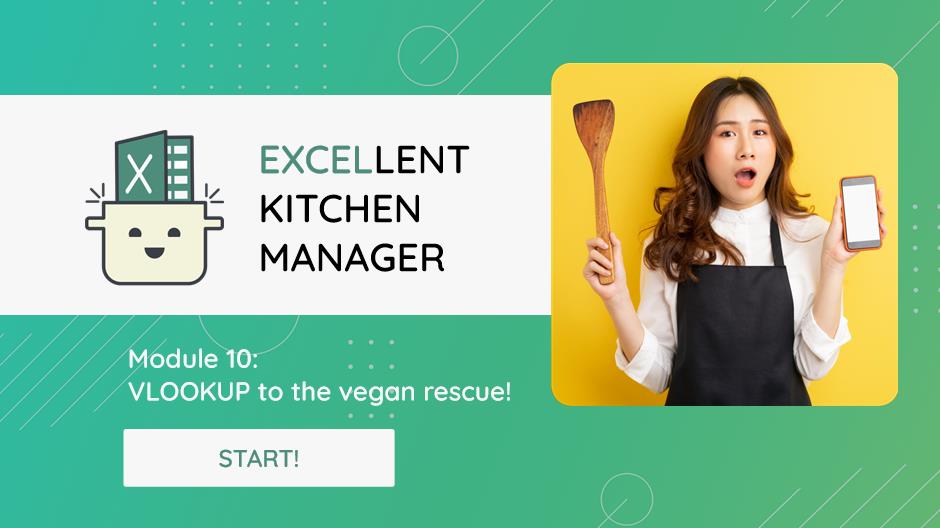 X
EXCELLENT
KITCHEN
MANAGER
Module 10:
VLOOKUP to the vegan rescue!
START!